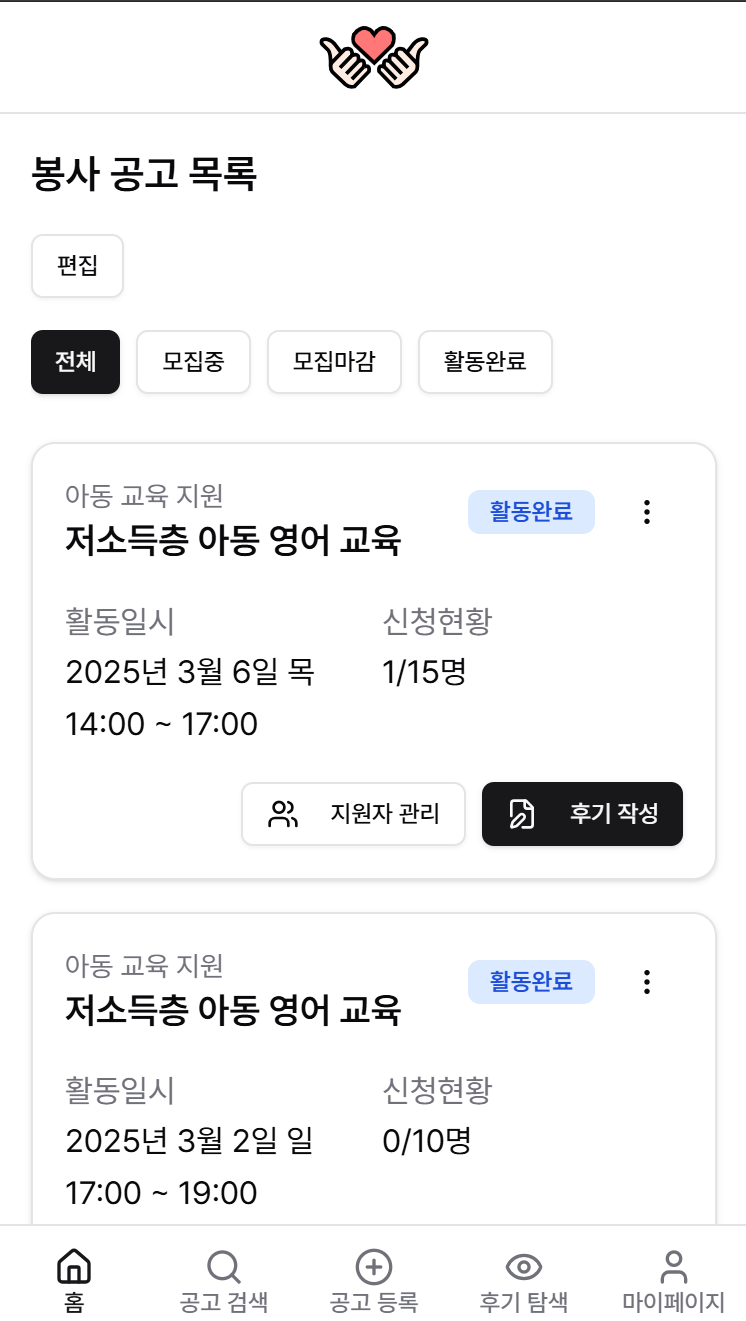 봉사 공고 목록
편집
전체 모집중 모집마감 활동완료
아동 교육 지원
저소득층 아동 영어 교육
활동완료
활동일시 신청현황
2025년 3월 6일 목 1/15명
14:00 ~ 17:00
지원자 관리 후기 작성
아동 교육 지원
저소득층 아동 영어 교육
활동완료
활동일시 신청현황
2025년 3월 2일 일 0/10명
17:00 ~ 19:00
홈 공고 검색 공고 등록 후기 탐색 마이페이지